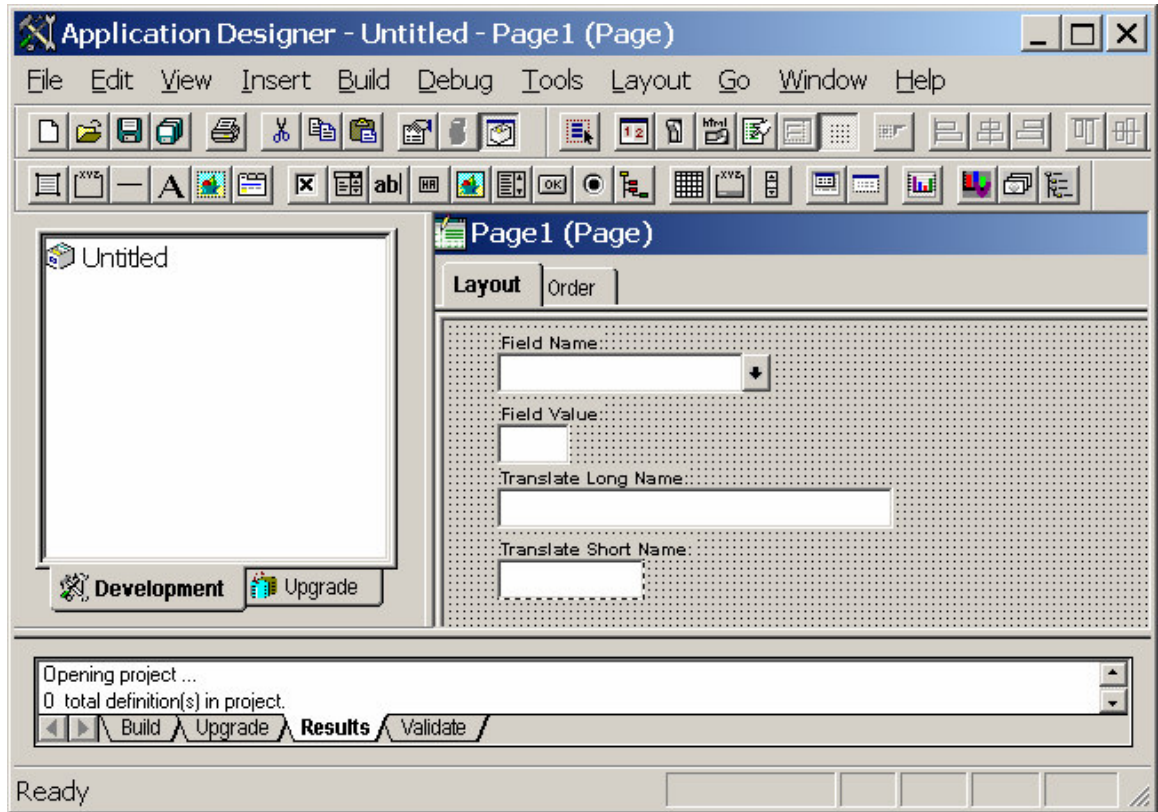 Application Designer - Untitled - Page1 (Page)
File Edit View Insert Build Debug Tools Layout Go Window Help
Untitled
Development Upgrade
Page1 (Page)
Layout Order
Field Name:
Field Value:
Translate Long Name:
Translate Short Name:
Opening project ...
0 total definition(s) in project.
Build Upgrade Results Validate
Ready